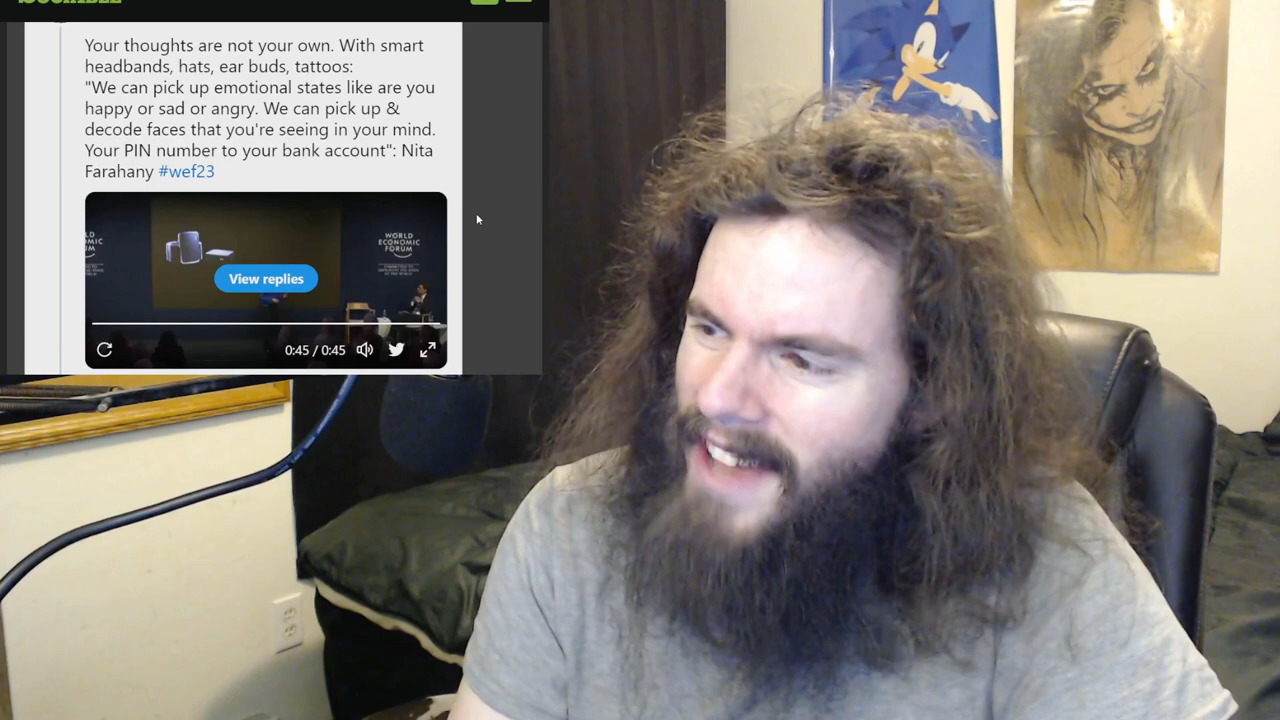 Your thoughts are not your own. With smart
headbands, hats, ear buds, tattoos:
"We can pick up emotional states like are you
happy or sad or angry. We can pick up &
decode faces that you're seeing in your mind.
Your PIN number to your bank account": Nita
Farahany #wef23
WORLD
ECONOMIC
FORUM
View replies
0:45 / 0:45